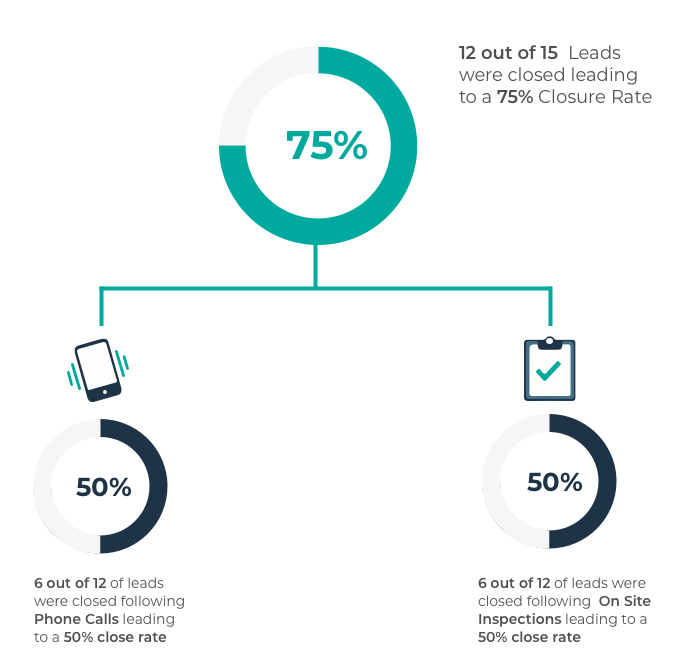 12 out of 15 Leads
were closed leading
to a 75% Closure Rate
75%
50%
50%
6 out of 12 of leads
were closed following
Phone Calls leading
to a 50% close rate
6 out of 12 of leads were
closed following On Site
Inspections leading to a
50% close rate